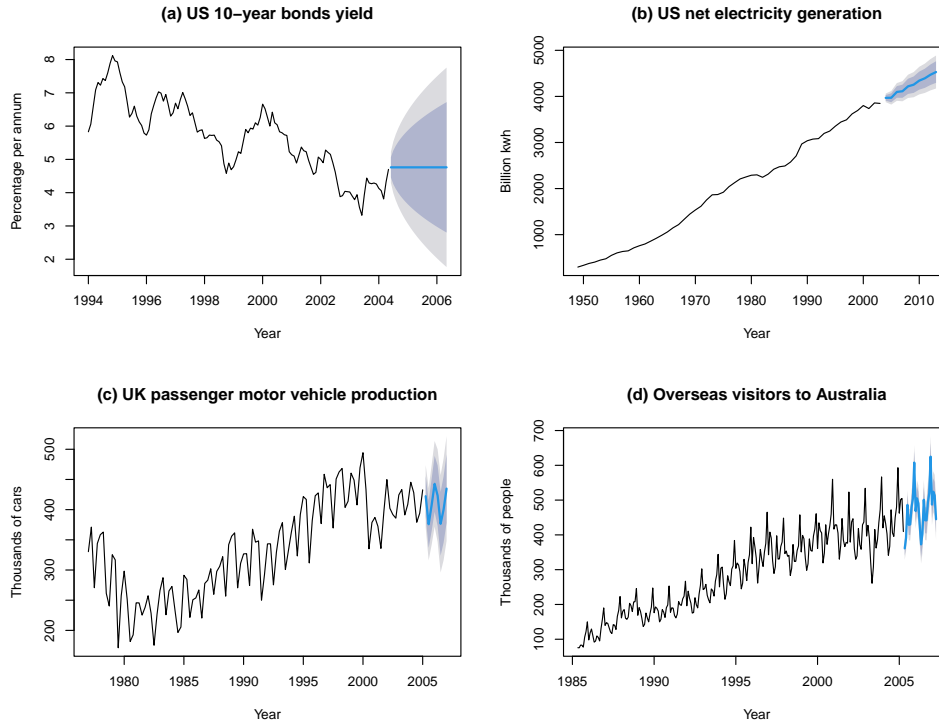 (a) US 10−year bonds yield
Percentage per annum
8
7
6
5
4
3
2
1994 1996 1998 2000 2002 2004 2006
Year
(b) US net electricity generation
Billion kwh
5000
4000
3000
2000
1000
1950 1960 1970 1980 1990 2000 2010
Year
(c) UK passenger motor vehicle production
Thousands of cars
500
400
300
200
1980 1985 1990 1995 2000 2005
Year
(d) Overseas visitors to Australia
Thousands of people
700
600
500
400
300
200
100
1985 1990 1995 2000 2005
Year